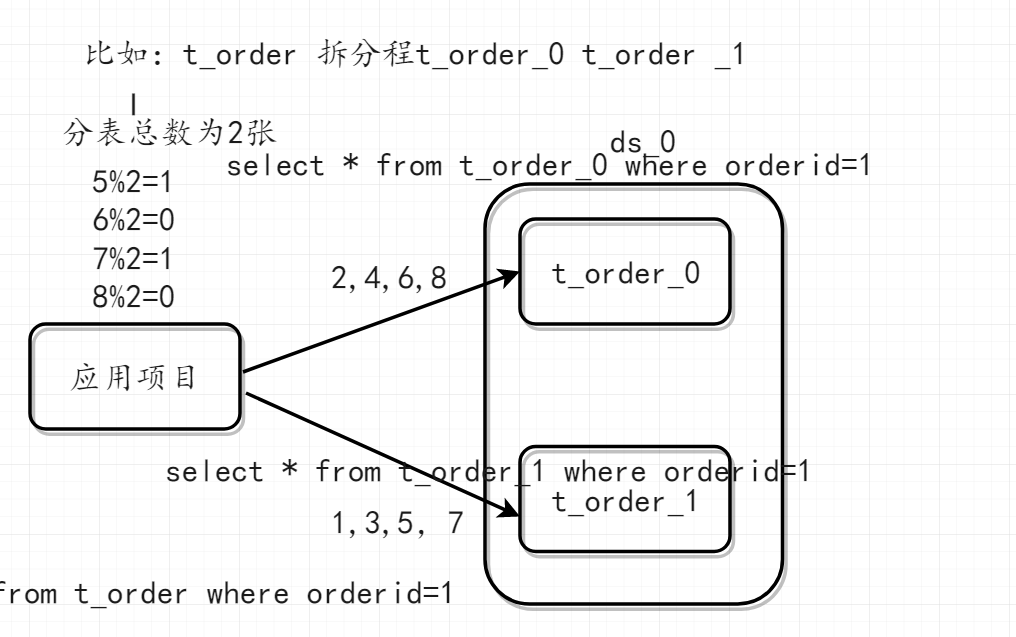 比如：t_order 拆分程t_order_0 t_order _1
|
分表总数为2张
ds_0
select * from t_order_0 where orderid=1
5%2=1
6%2=0
7%2=1
8%2=0
2,4,6,8
t_order_0
应用项目
select * from t_order_1 where orderid=1
t_order_1
1,3,5, 7
from t_order where orderid=1